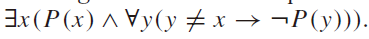 ∃x(P(x) ∧ ∀y(y ≠ x → ¬P(y))).